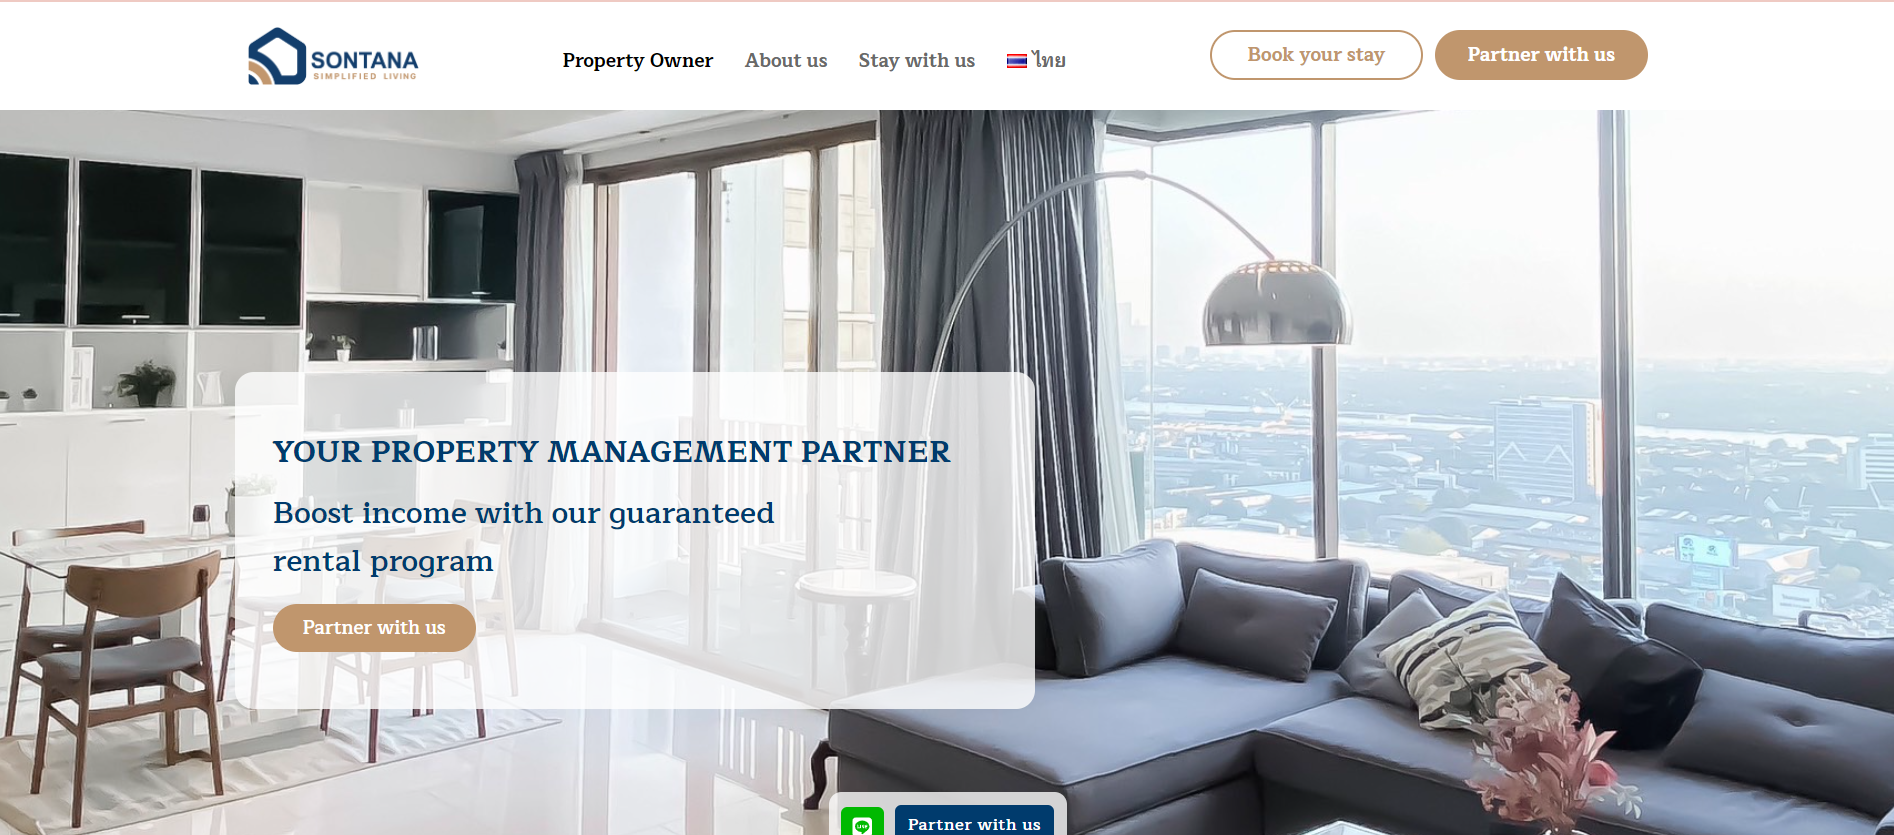 SONTANA
SIMPLIFIED LIVING
Property Owner
About us
Stay with us
ไทย
Book your stay
Partner with us
YOUR PROPERTY MANAGEMENT PARTNER
Boost income with our guaranteed
rental program
Partner with us
LINE
Partner with us